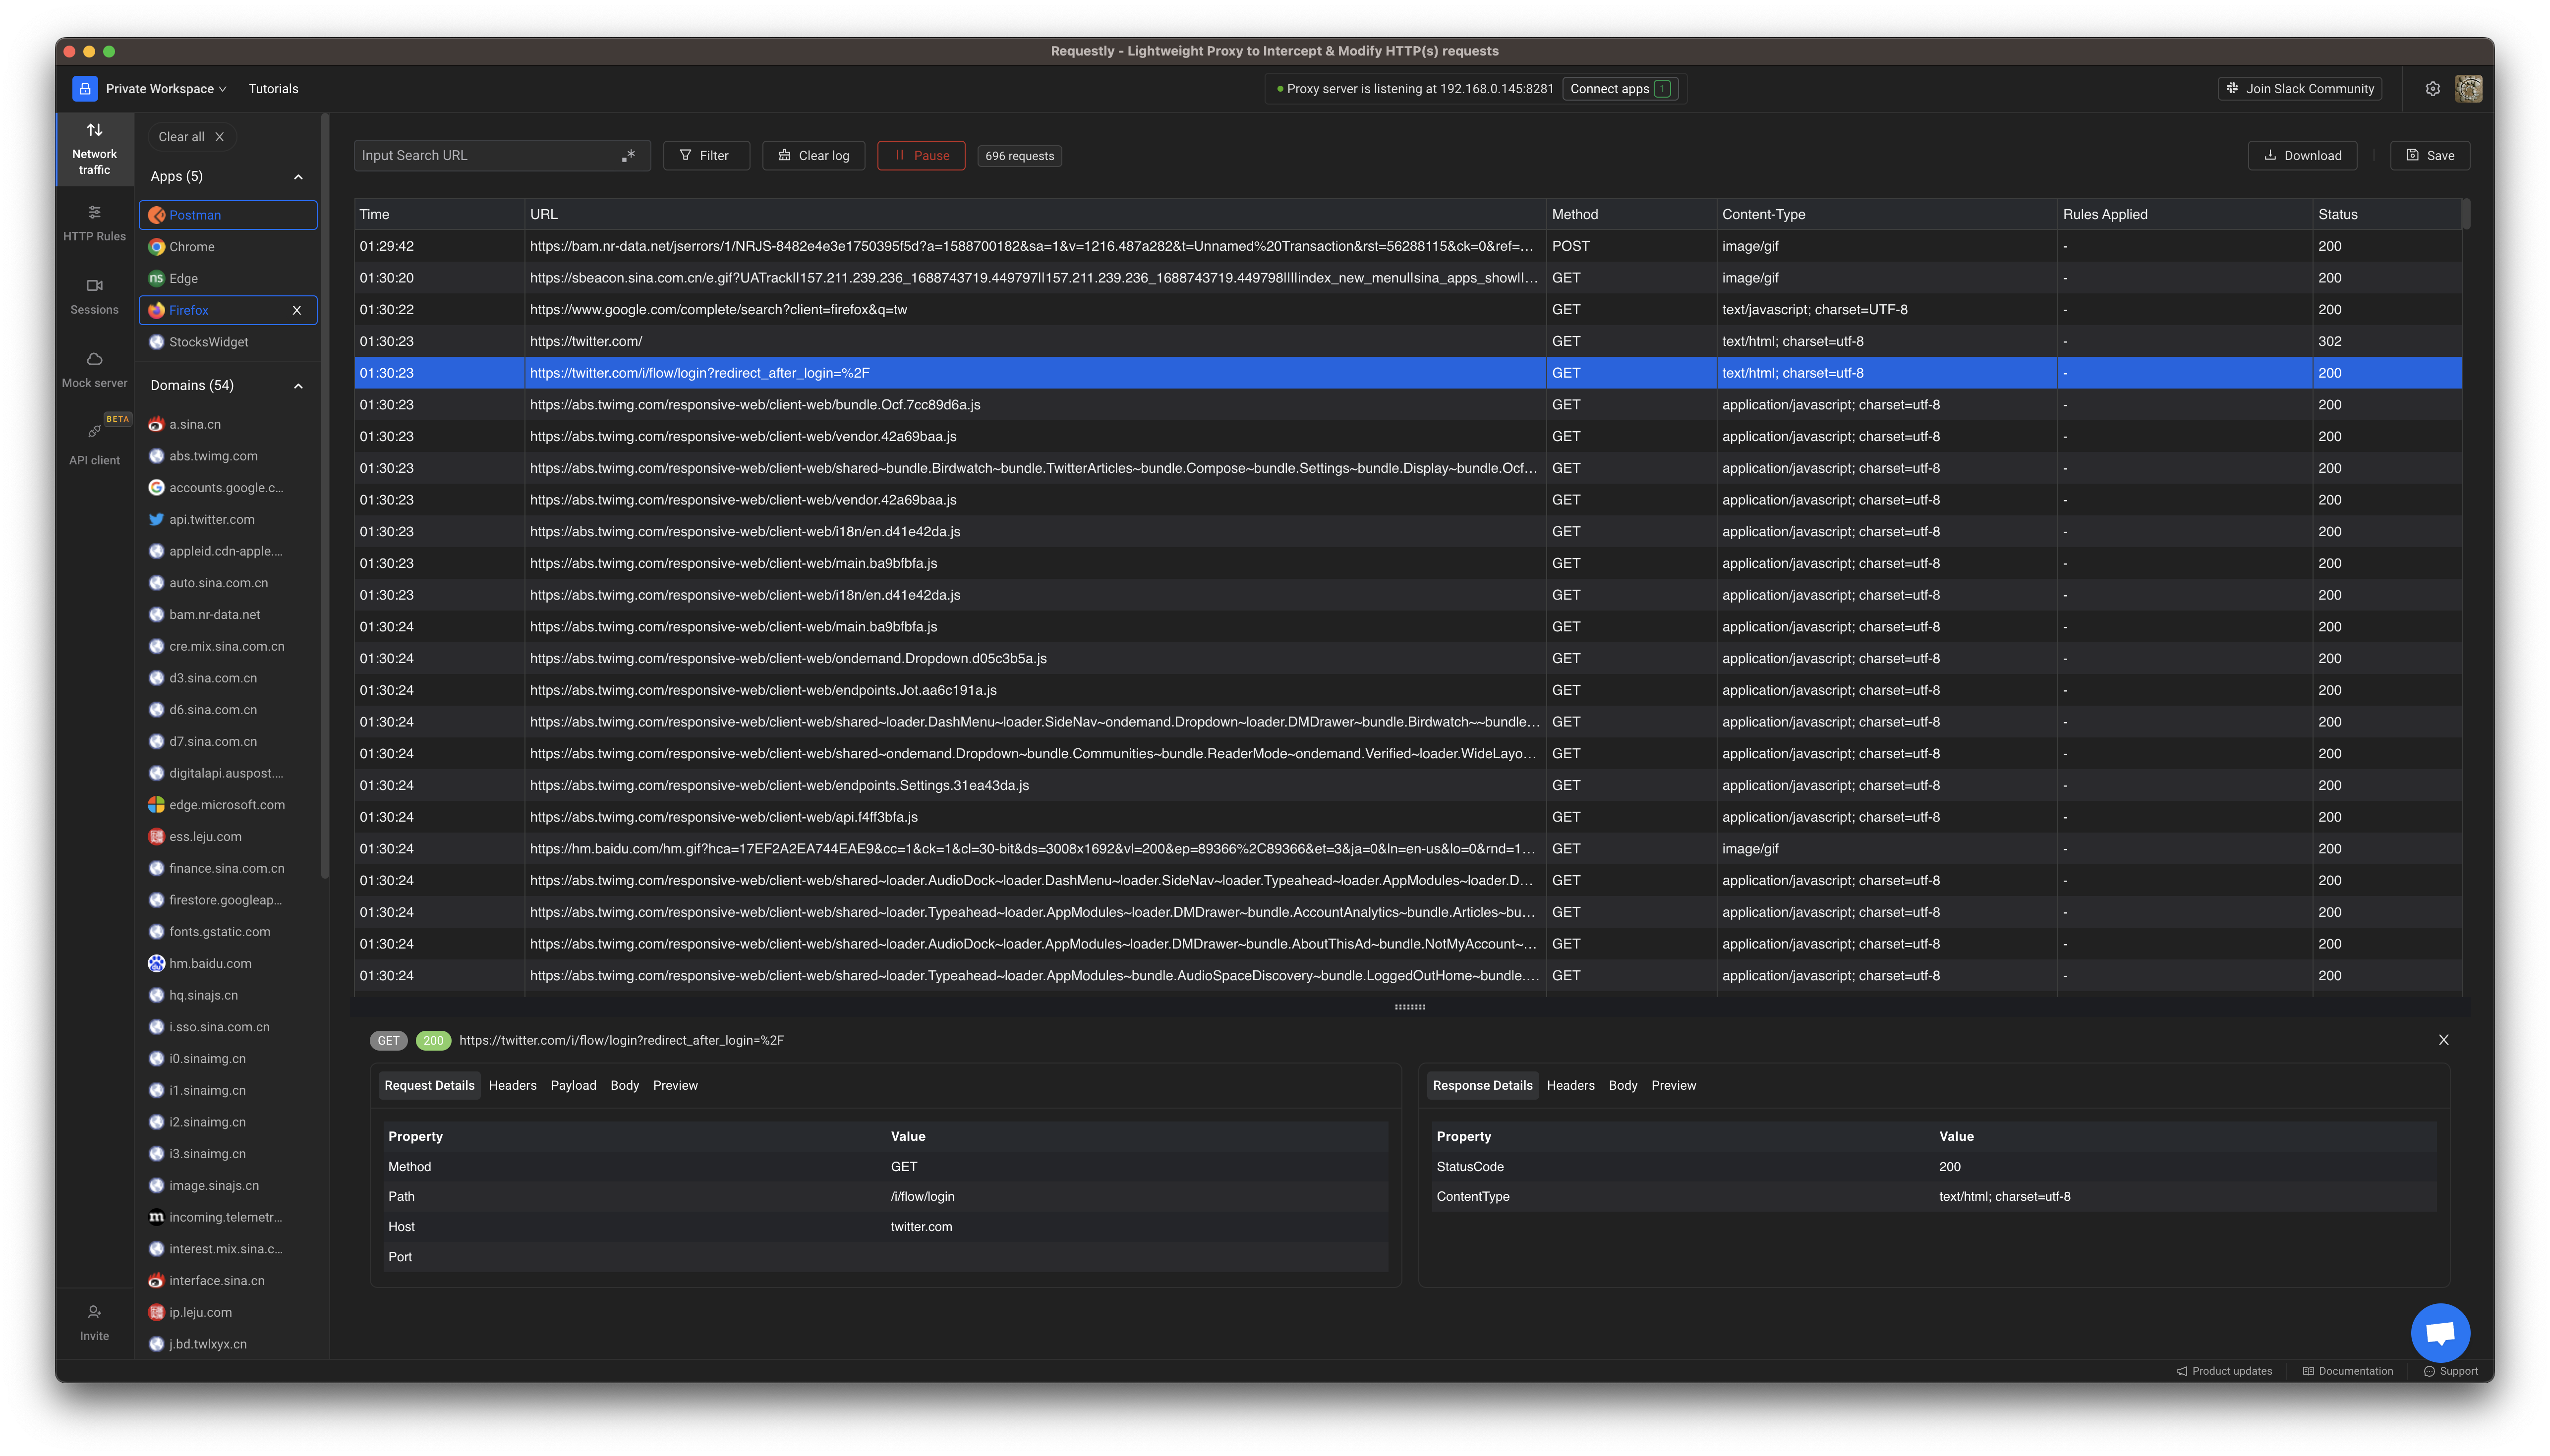 Requestly - Lightweight Proxy to Intercept & Modify HTTP(s) requests
Private Workspace
Tutorials
Proxy server is listening at 192.168.0.145:8281
Connect apps 1
Join Slack Community
Network traffic
HTTP Rules
Sessions
Mock server
BETA
API client
Invite
Clear all
Apps (5)
Postman
Chrome
ns Edge
Firefox
StocksWidget
Domains (54)
a.sina.cn
abs.twimg.com
accounts.google.c...
api.twitter.com
appleid.cdn-apple....
auto.sina.com.cn
bam.nr-data.net
cre.mix.sina.com.cn
d3.sina.com.cn
d6.sina.com.cn
d7.sina.com.cn
digitalapi.auspost....
edge.microsoft.com
ess.leju.com
finance.sina.com.cn
firestore.googleap...
fonts.gstatic.com
hm.baidu.com
hq.sinajs.cn
i.sso.sina.com.cn
i0.sinaimg.cn
i1.sinaimg.cn
i2.sinaimg.cn
i3.sinaimg.cn
image.sinajs.cn
m incoming.telemetr...
interest.mix.sina.c...
interface.sina.cn
ip.leju.com
j.bd.twlxyx.cn
Input Search URL .*
Filter
Clear log
Pause
696 requests
Download
Save
Time URL Method Content-Type Rules Applied Status
01:29:42 https://bam.nr-data.net/jserrors/1/NRJS-8482e4e3e1750395f5d?a=1588700182&sa=1&v=1216.487a282&t=Unnamed%20Transaction&rst=56288115&ck=0&ref=... POST image/gif - 200
01:30:20 https://sbeacon.sina.com.cn/e.gif?UATrack||157.211.239.236_1688743719.449797||157.211.239.236_1688743719.449798||||index_new_menu||sina_apps_show||... GET image/gif - 200
01:30:22 https://www.google.com/complete/search?client=firefox&q=tw GET text/javascript; charset=UTF-8 - 200
01:30:23 https://twitter.com/ GET text/html; charset=utf-8 - 302
01:30:23 https://twitter.com/i/flow/login?redirect_after_login=%2F GET text/html; charset=utf-8 - 200
01:30:23 https://abs.twimg.com/responsive-web/client-web/bundle.Ocf.7cc89d6a.js GET application/javascript; charset=utf-8 - 200
01:30:23 https://abs.twimg.com/responsive-web/client-web/vendor.42a69baa.js GET application/javascript; charset=utf-8 - 200
01:30:23 https://abs.twimg.com/responsive-web/client-web/shared~bundle.Birdwatch~bundle.TwitterArticles~bundle.Compose~bundle.Settings~bundle.Display~bundle.Ocf... GET application/javascript; charset=utf-8 - 200
01:30:23 https://abs.twimg.com/responsive-web/client-web/vendor.42a69baa.js GET application/javascript; charset=utf-8 - 200
01:30:23 https://abs.twimg.com/responsive-web/client-web/i18n/en.d41e42da.js GET application/javascript; charset=utf-8 - 200
01:30:23 https://abs.twimg.com/responsive-web/client-web/main.ba9bfbfa.js GET application/javascript; charset=utf-8 - 200
01:30:23 https://abs.twimg.com/responsive-web/client-web/i18n/en.d41e42da.js GET application/javascript; charset=utf-8 - 200
01:30:24 https://abs.twimg.com/responsive-web/client-web/main.ba9bfbfa.js GET application/javascript; charset=utf-8 - 200
01:30:24 https://abs.twimg.com/responsive-web/client-web/ondemand.Dropdown.d05c3b5a.js GET application/javascript; charset=utf-8 - 200
01:30:24 https://abs.twimg.com/responsive-web/client-web/endpoints.Jot.aa6c191a.js GET application/javascript; charset=utf-8 - 200
01:30:24 https://abs.twimg.com/responsive-web/client-web/shared~loader.DashMenu~loader.SideNav~ondemand.Dropdown~loader.DMDrawer~bundle.Birdwatch~~bundle... GET application/javascript; charset=utf-8 - 200
01:30:24 https://abs.twimg.com/responsive-web/client-web/shared~ondemand.Dropdown~bundle.Communities~bundle.ReaderMode~ondemand.Verified~loader.WideLayo... GET application/javascript; charset=utf-8 - 200
01:30:24 https://abs.twimg.com/responsive-web/client-web/endpoints.Settings.31ea43da.js GET application/javascript; charset=utf-8 - 200
01:30:24 https://abs.twimg.com/responsive-web/client-web/api.f4ff3bfa.js GET application/javascript; charset=utf-8 - 200
01:30:24 https://hm.baidu.com/hm.gif?hca=17EF2A2EA744EAE9&cc=1&ck=1&cl=30-bit&ds=3008x1692&vl=200&ep=89366%2C89366&et=3&ja=0&ln=en-us&lo=0&rnd=1... GET image/gif - 200
01:30:24 https://abs.twimg.com/responsive-web/client-web/shared~loader.AudioDock~loader.DashMenu~loader.SideNav~loader.Typeahead~loader.AppModules~loader.D... GET application/javascript; charset=utf-8 - 200
01:30:24 https://abs.twimg.com/responsive-web/client-web/shared~loader.Typeahead~loader.AppModules~loader.DMDrawer~bundle.AccountAnalytics~bundle.Articles~bu... GET application/javascript; charset=utf-8 - 200
01:30:24 https://abs.twimg.com/responsive-web/client-web/shared~loader.AudioDock~loader.AppModules~loader.DMDrawer~bundle.AboutThisAd~bundle.NotMyAccount~... GET application/javascript; charset=utf-8 - 200
01:30:24 https://abs.twimg.com/responsive-web/client-web/shared~loader.Typeahead~loader.AppModules~bundle.AudioSpaceDiscovery~bundle.LoggedOutHome~bundle.... GET application/javascript; charset=utf-8 - 200
GET 200 https://twitter.com/i/flow/login?redirect_after_login=%2F
Request Details Headers Payload Body Preview
Property Value
Method GET
Path /i/flow/login
Host twitter.com
Port
Response Details Headers Body Preview
Property Value
StatusCode 200
ContentType text/html; charset=utf-8
Product updates
Documentation
Support